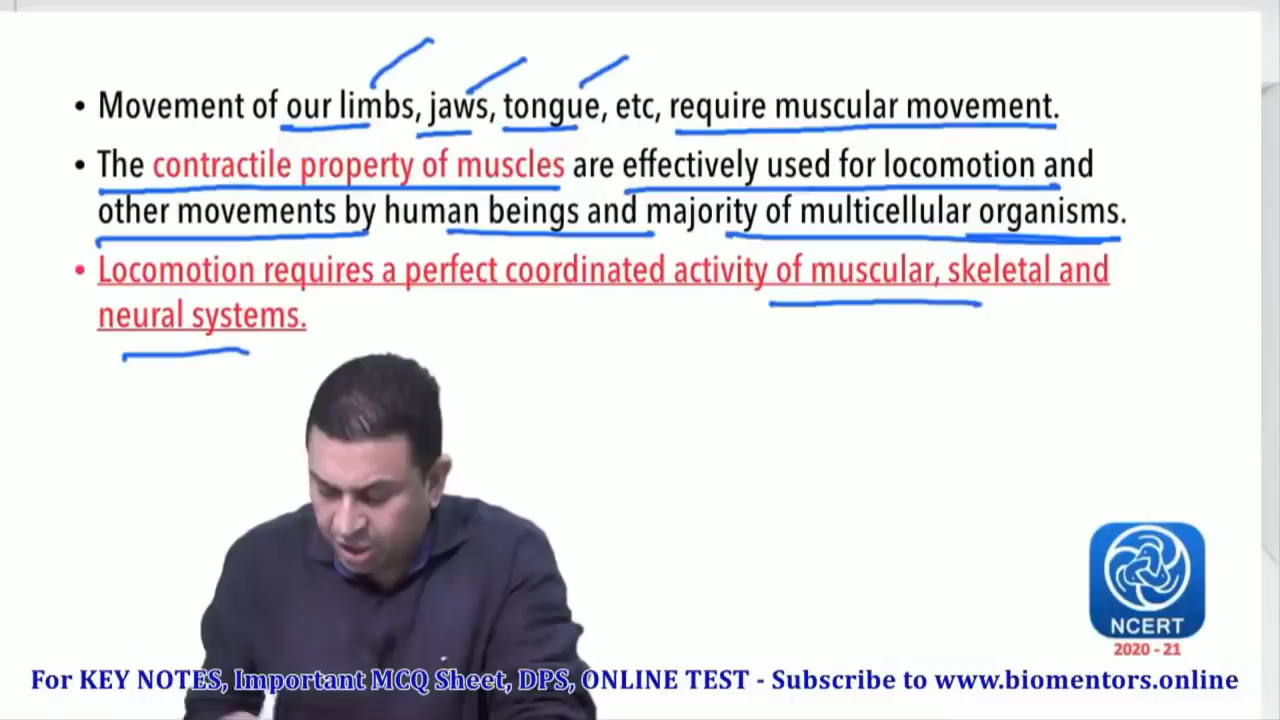 • Movement of our limbs, jaws, tongue, etc, require muscular movement.
• The contractile property of muscles are effectively used for locomotion and
other movements by human beings and majority of multicellular organisms.
• Locomotion requires a perfect coordinated activity of muscular, skeletal and
neural systems.
NCERT
2020 - 21
For KEY NOTES, Important MCQ Sheet, DPS, ONLINE TEST - Subscribe to www.biomentors.online